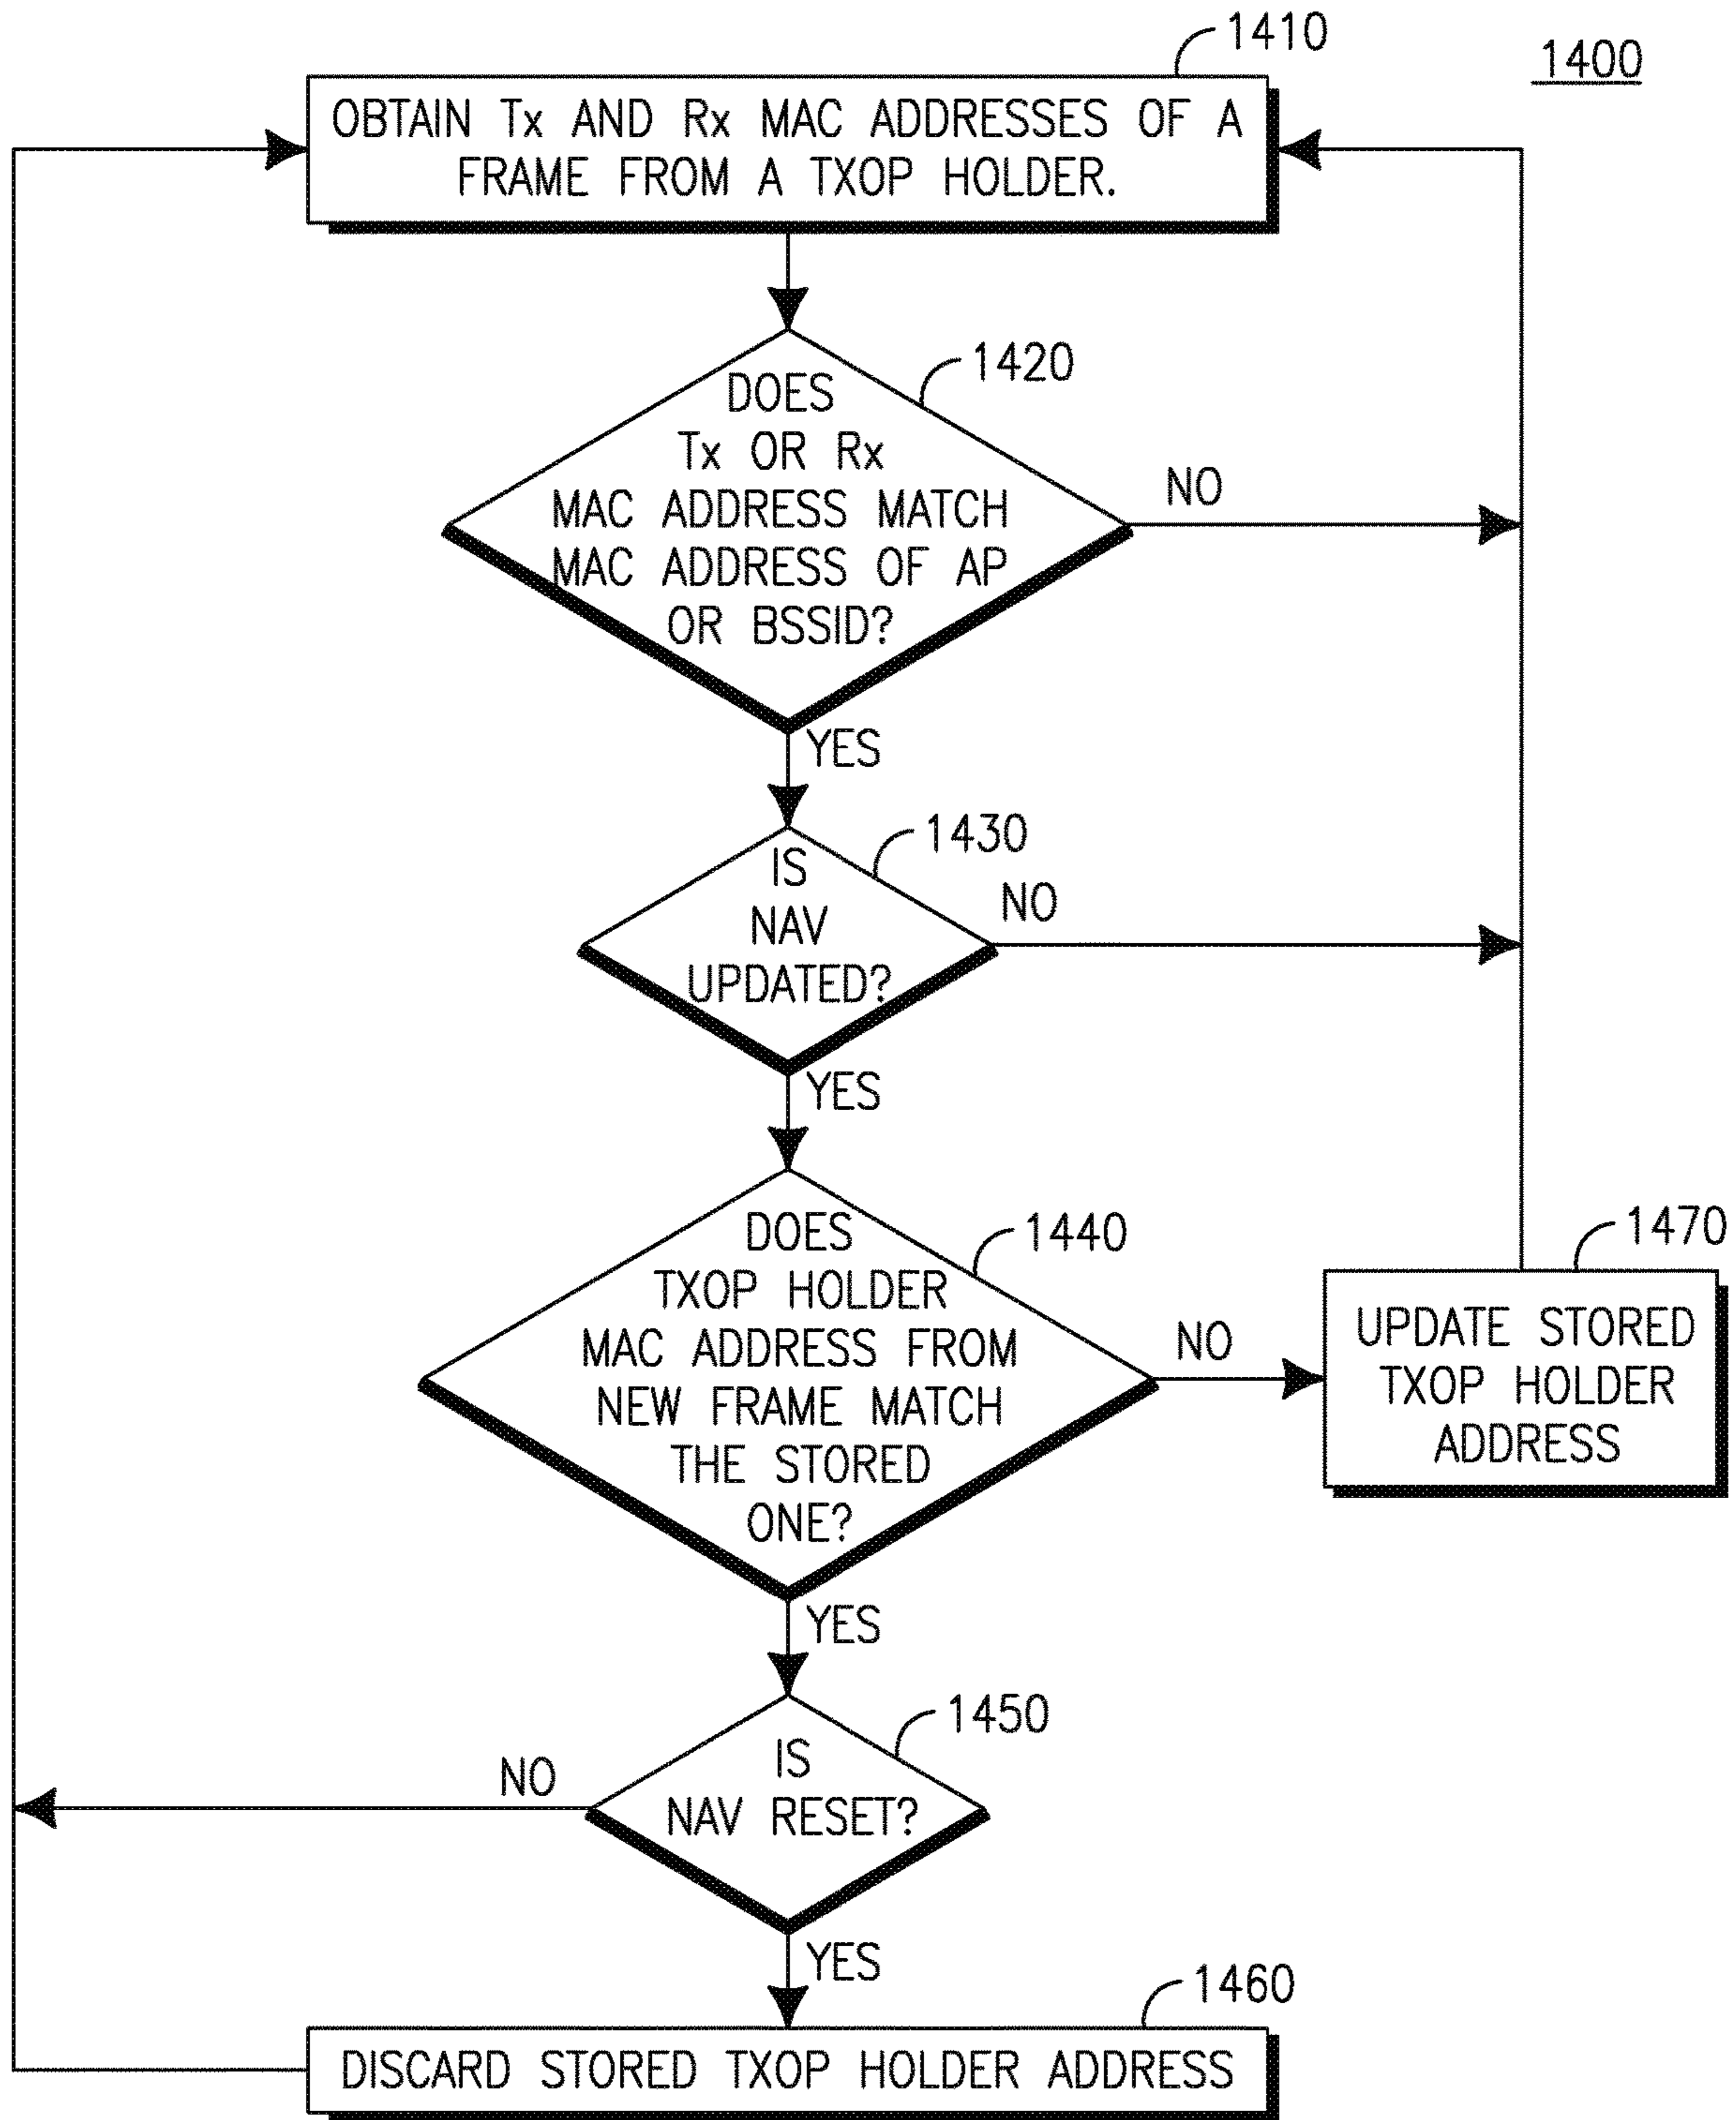 1410
1400
OBTAIN Tx AND Rx MAC ADDRESSES OF A
FRAME FROM A TXOP HOLDER.
1420
DOES
Tx OR Rx
MAC ADDRESS MATCH
MAC ADDRESS OF AP
OR BSSID?
NO
YES
1430
IS
NAV
UPDATED?
NO
YES
1440
DOES
TXOP HOLDER
MAC ADDRESS FROM
NEW FRAME MATCH
THE STORED
ONE?
NO
1470
UPDATE STORED
TXOP HOLDER
ADDRESS
YES
1450
IS
NAV RESET?
NO
YES
1460
DISCARD STORED TXOP HOLDER ADDRESS